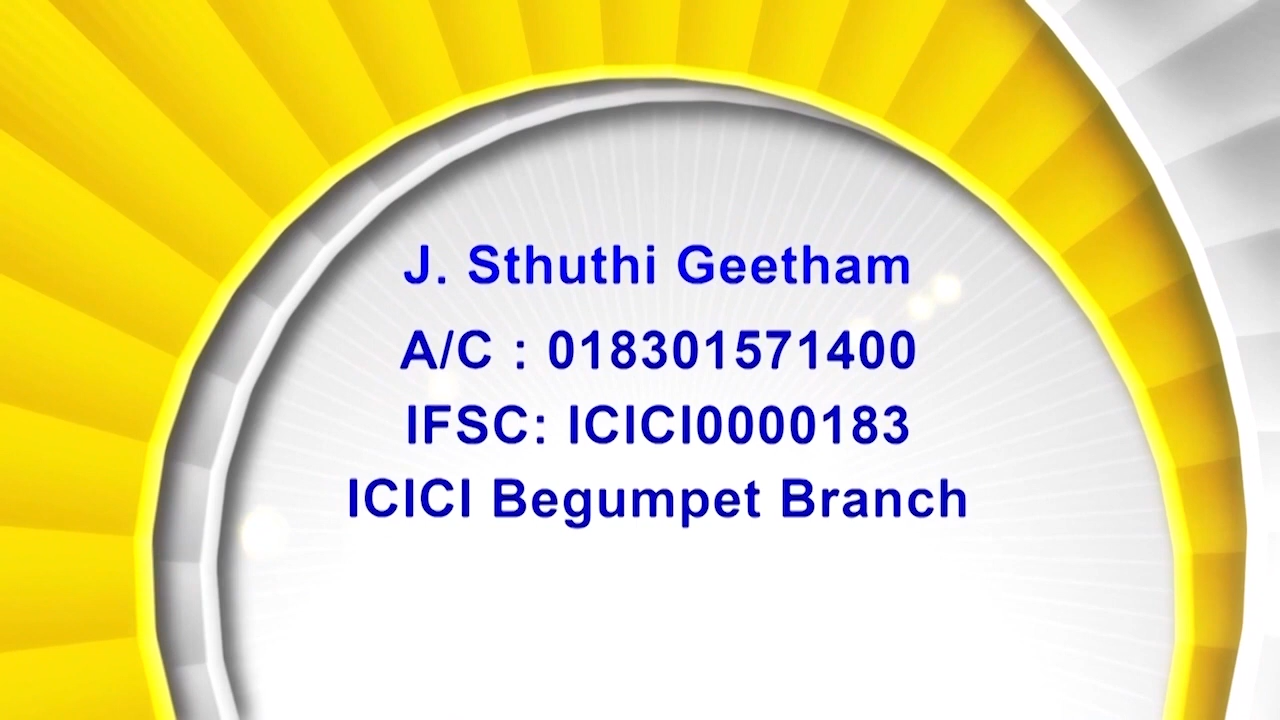 J. Sthuthi Geetham
A/C : 018301571400
IFSC: ICICI0000183
ICICI Begumpet Branch